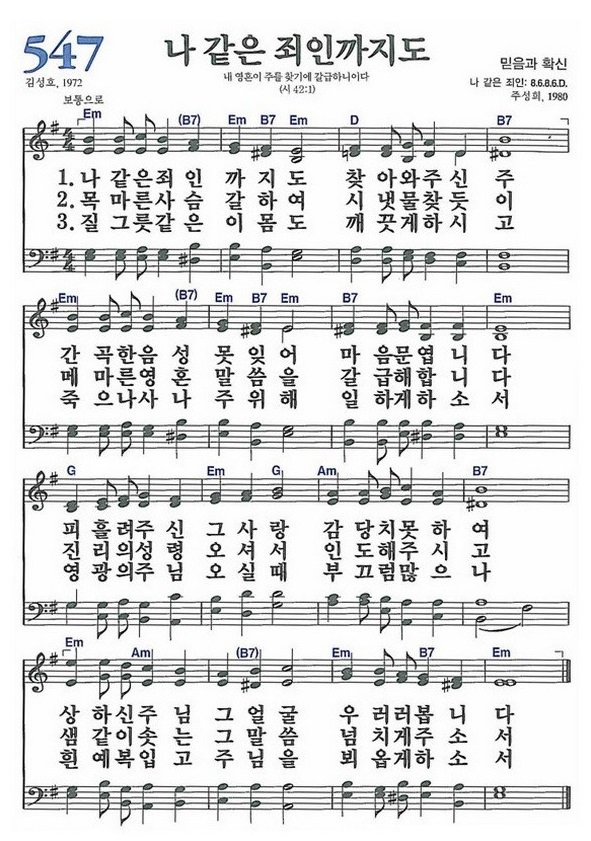 547 나 같은 죄인까지도
김성호, 1972
내 영혼이 주를 찾기에 갈급하니이다
(시 42:1)
믿음과 확신
나 같은 죄인: 8.6.8.6.D.
주성희, 1980
보통으로
Em (B7) Em B7 Em D B7
1. 나 같은죄 인 까 지 도 찾 아와주 신 주
2. 목 마른사 슴 갈 하 여 시 냇물찾 듯 이
3. 질 그릇같 은 이 몸 도 깨 끗게하 시 고
Em (B7) Em B7 Em B7 Em
간 곡한음 성 못 잊 어 마 음문엽 니 다
메 마른영 혼 말 씀 을 갈 급해합 니 다
죽 으나사 나 주 위 해 일 하게하 소 서
G Em G Am B7
피 흘려주 신 그 사 랑 감 당치못 하 여
진 리의성 령 오 셔 서 인 도해주 시 고
영 광의주 님 오 실 때 부 끄럼많 으 나
Em Am (B7) Em B7 Em
상 하신주 님 그 얼 굴 우 러러봅 니 다
샘 같이솟 는 그 말 씀 넘 치게주 소 서
흰 예복입 고 주 님 을 뵈 옵게하 소 서